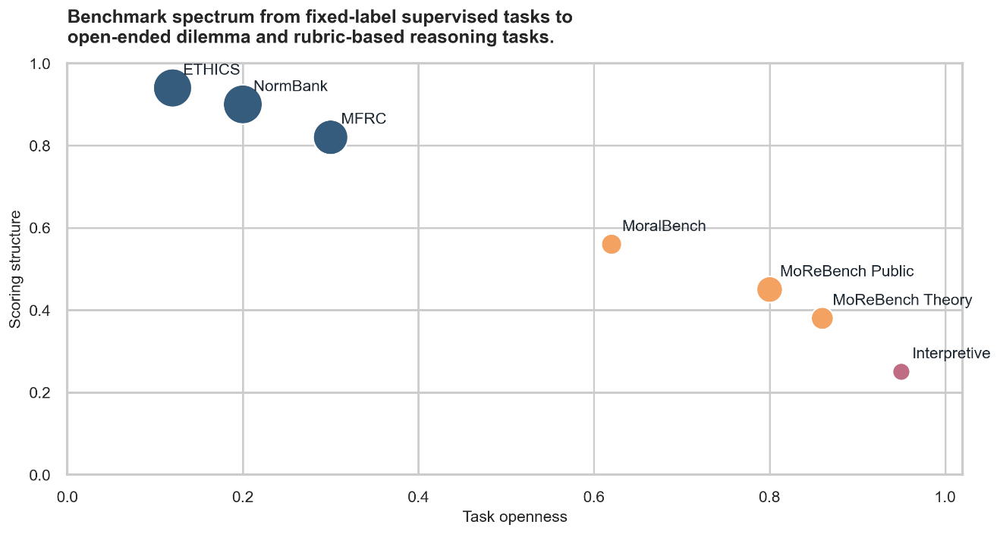 Benchmark spectrum from fixed-label supervised tasks to
open-ended dilemma and rubric-based reasoning tasks.
1.0
ETHICS
NormBank
MFRC
0.8
Scoring structure
0.6
MoralBench
MoReBench Public
MoReBench Theory
0.4
Interpretive
0.2
0.0
0.0 0.2 0.4 0.6 0.8 1.0
Task openness